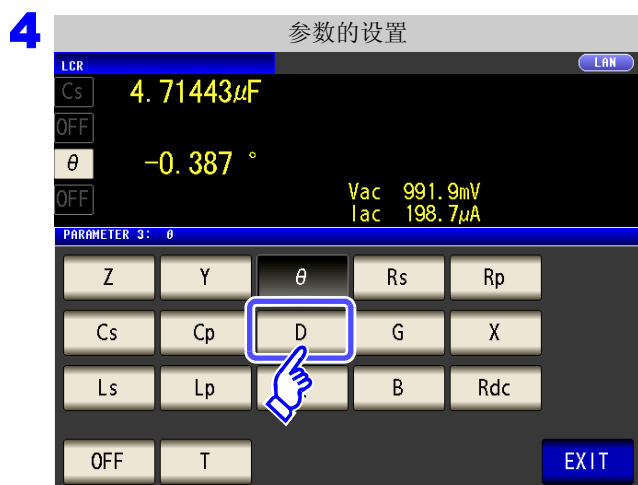 4
参数的设置
LCR LAN
Cs 4.71443μF
OFF
θ -0.387 °
OFF Vac 991.9mV
Iac 198.7μA
PARAMETER 3: θ
Z Y θ Rs Rp
Cs Cp D G X
Ls Lp B Rdc
OFF T EXIT